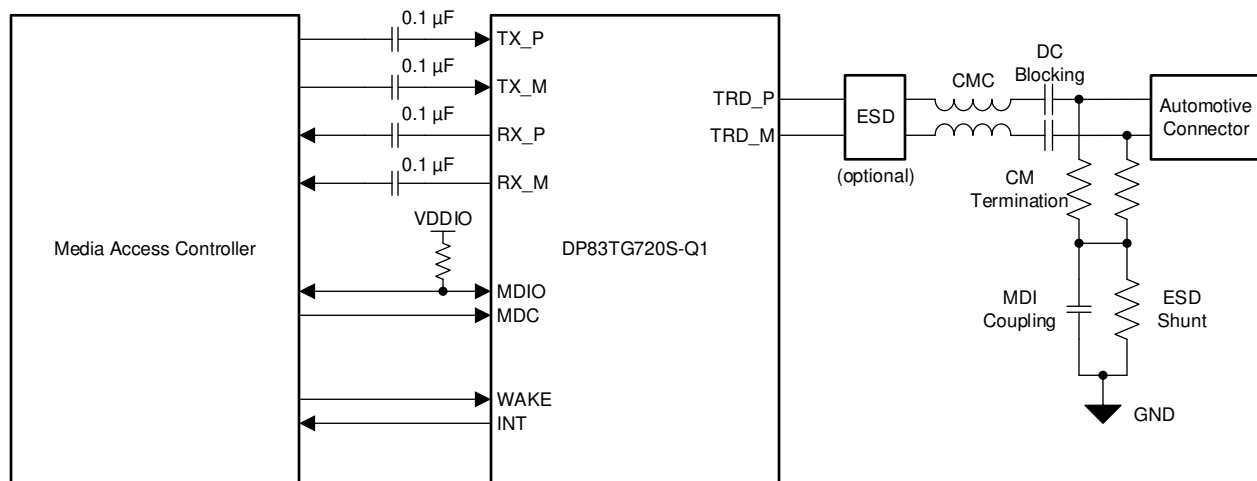 0.1 µF
TX_P
0.1 µF
TX_M
0.1 µF
RX_P
0.1 µF
RX_M
VDDIO
Media Access Controller
DP83TG720S-Q1
MDIO
MDC
WAKE
INT
TRD_P
TRD_M
ESD
(optional)
CMC
DC
Blocking
Automotive
Connector
CM
Termination
MDI
Coupling
ESD
Shunt
GND